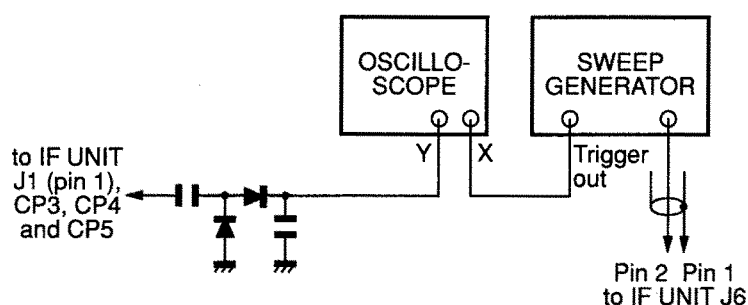 OSCILLO-
SCOPE
SWEEP
GENERATOR
Y
X
Trigger
out
to IF UNIT
J1 (pin 1),
CP3, CP4
and CP5
Pin 2 Pin 1
to IF UNIT J6